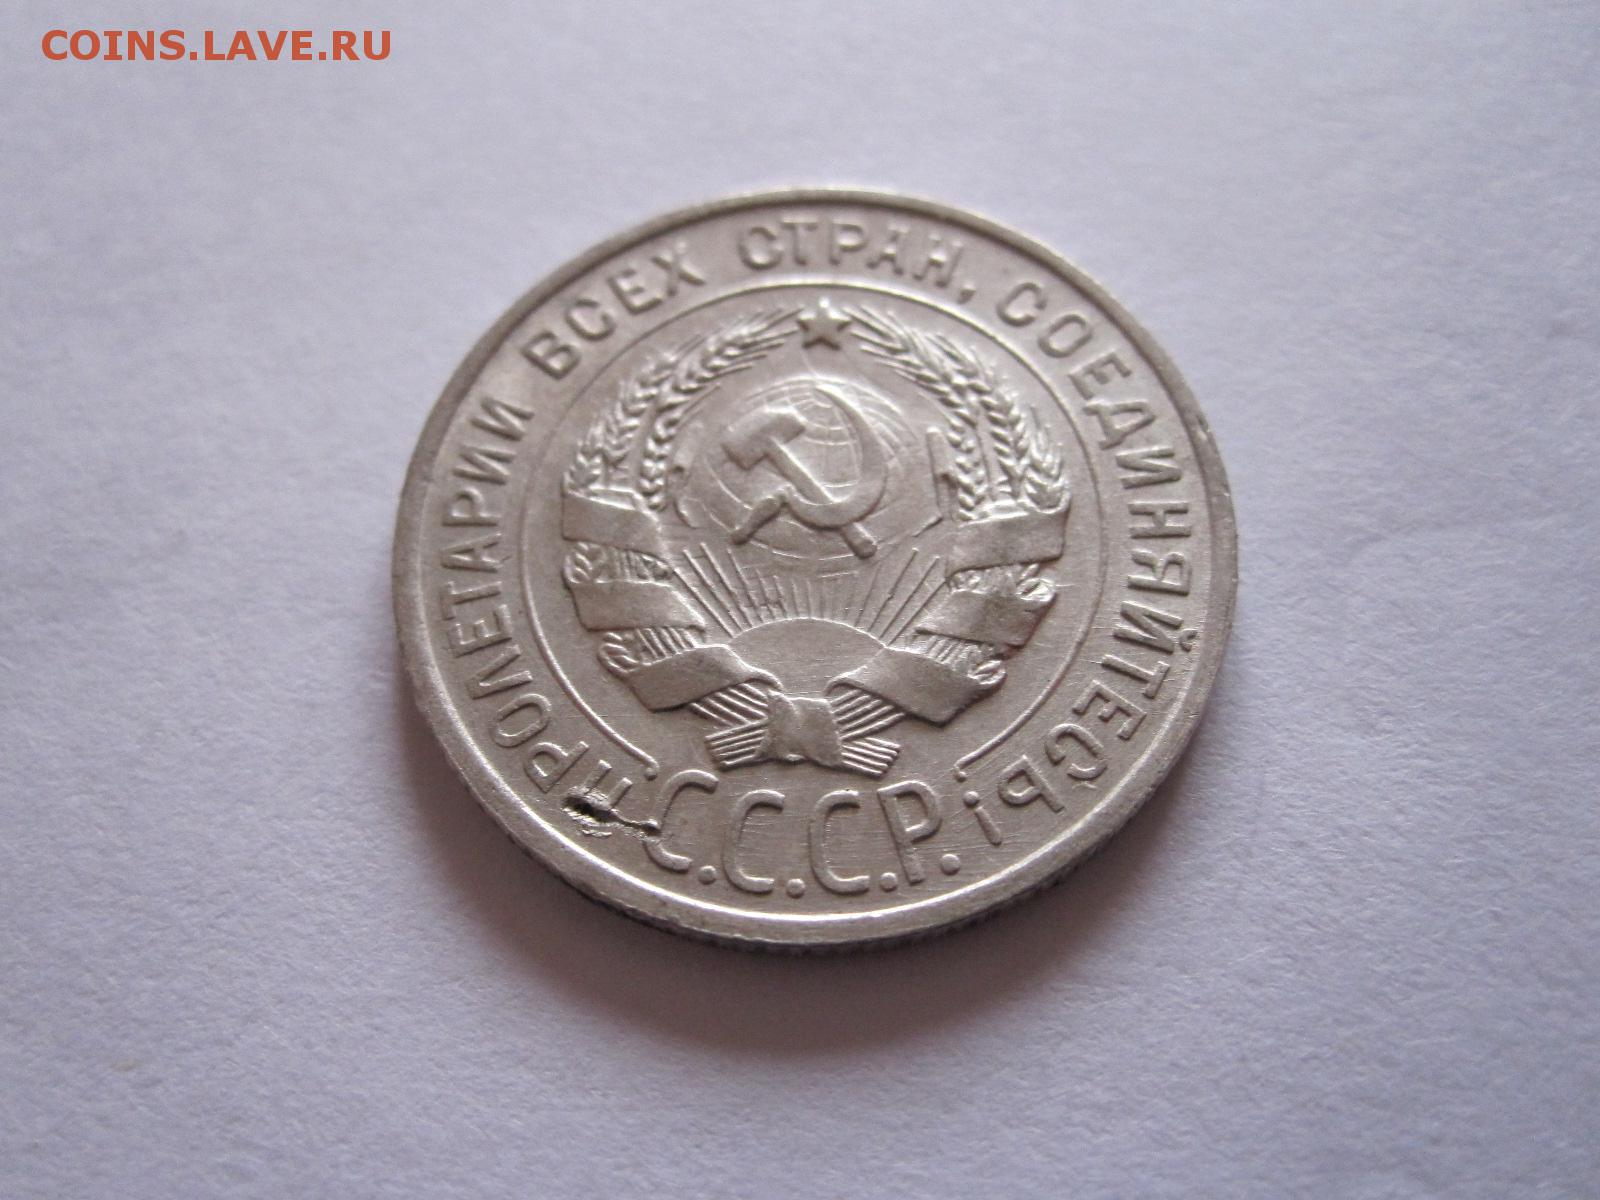 COINS.LAVE.RU
ПРОЛЕТАРИИ ВСЕХ СТРАН, СОЕДИНЯЙТЕСЬ!
С.С.С.Р.